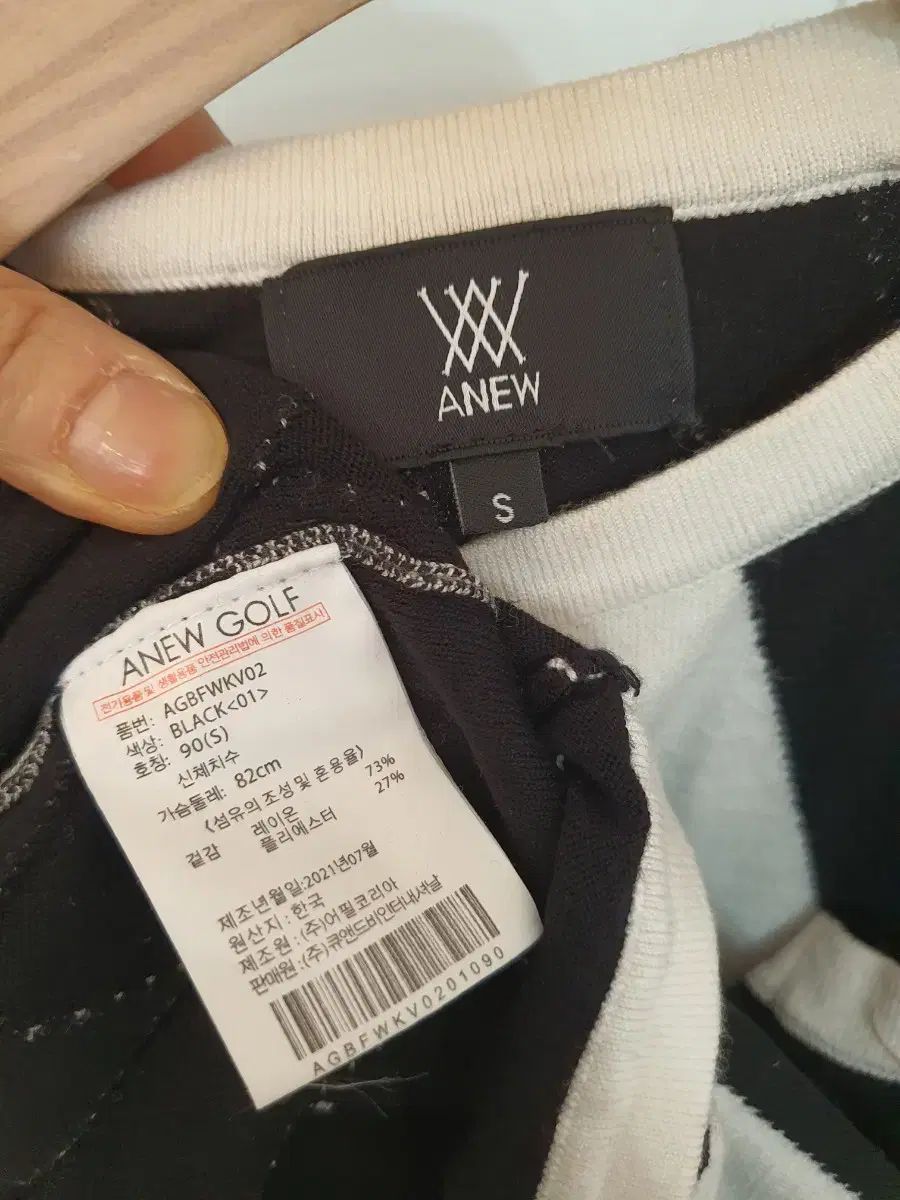 ANEW
S
ANEW GOLF
전기용품 및 생활용품 안전관리법에 의한 품질표시
품번: AGBFWKV02
색상: BLACK<01>
호칭: 90(S)
신체치수
가슴둘레: 82cm
<섬유의 조성 및 혼용율>
겉감 레이온 73%
폴리에스터 27%
제조년월일:2021년07월
원산지: 한국
제조원: (주)어필코리아
판매원: (주)큐앤드비인터내셔날
AGBFWKV0201090